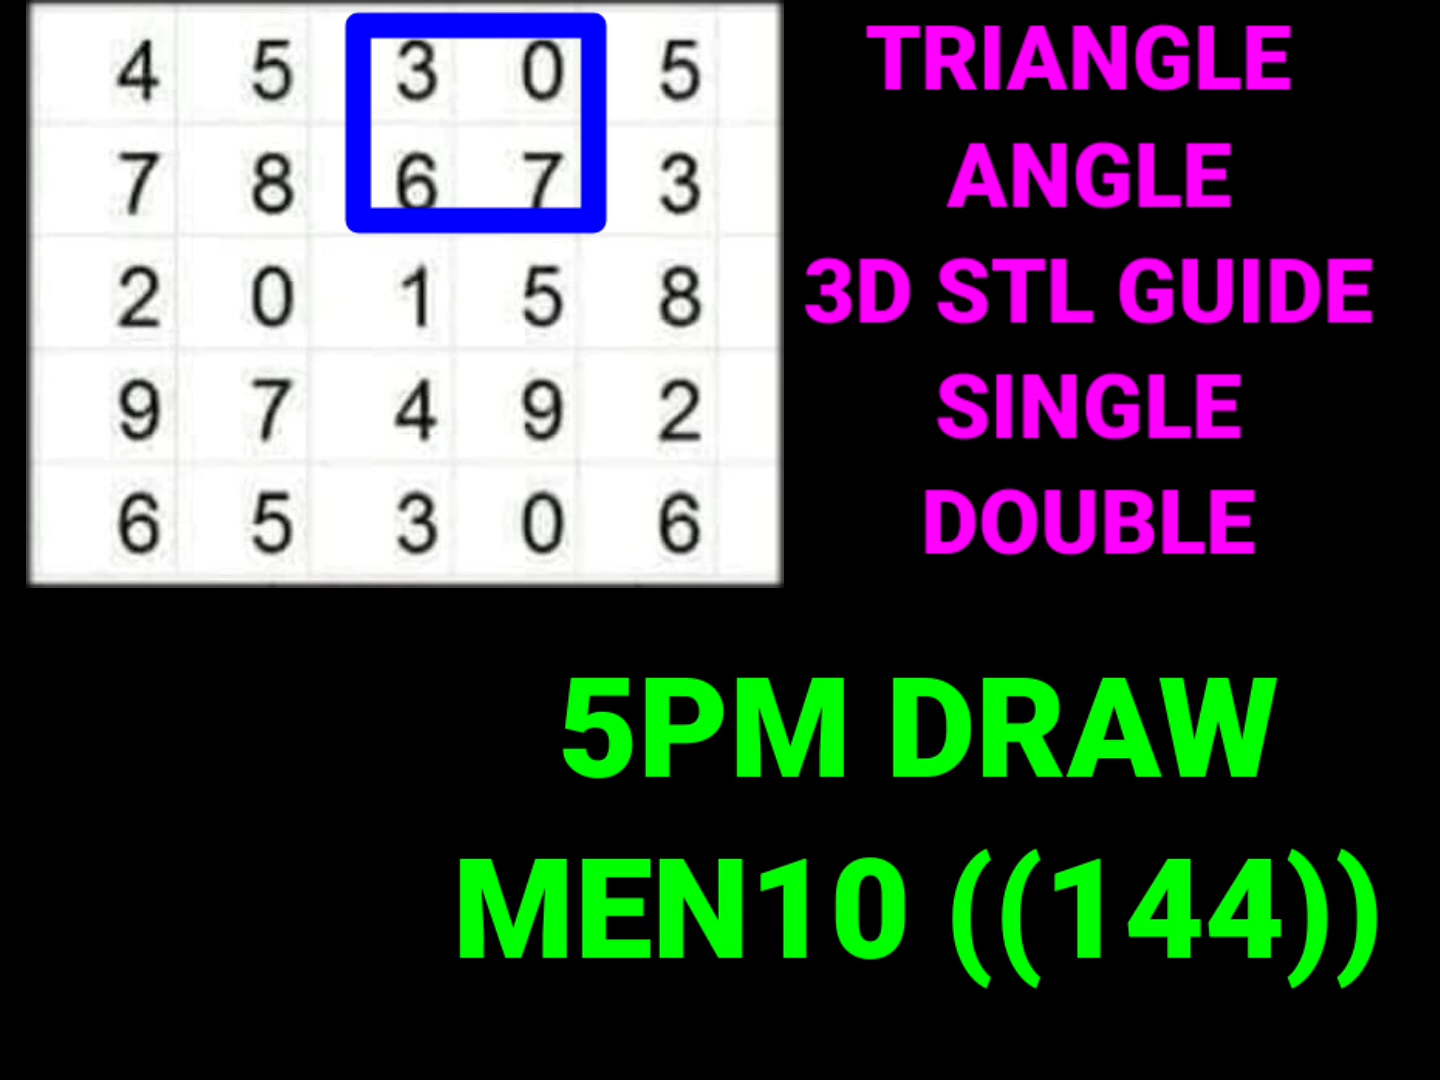 4 5 3 0 5
7 8 6 7 3
2 0 1 5 8
9 7 4 9 2
6 5 3 0 6
TRIANGLE
ANGLE
3D STL GUIDE
SINGLE
DOUBLE
5PM DRAW
MEN10 ((144))